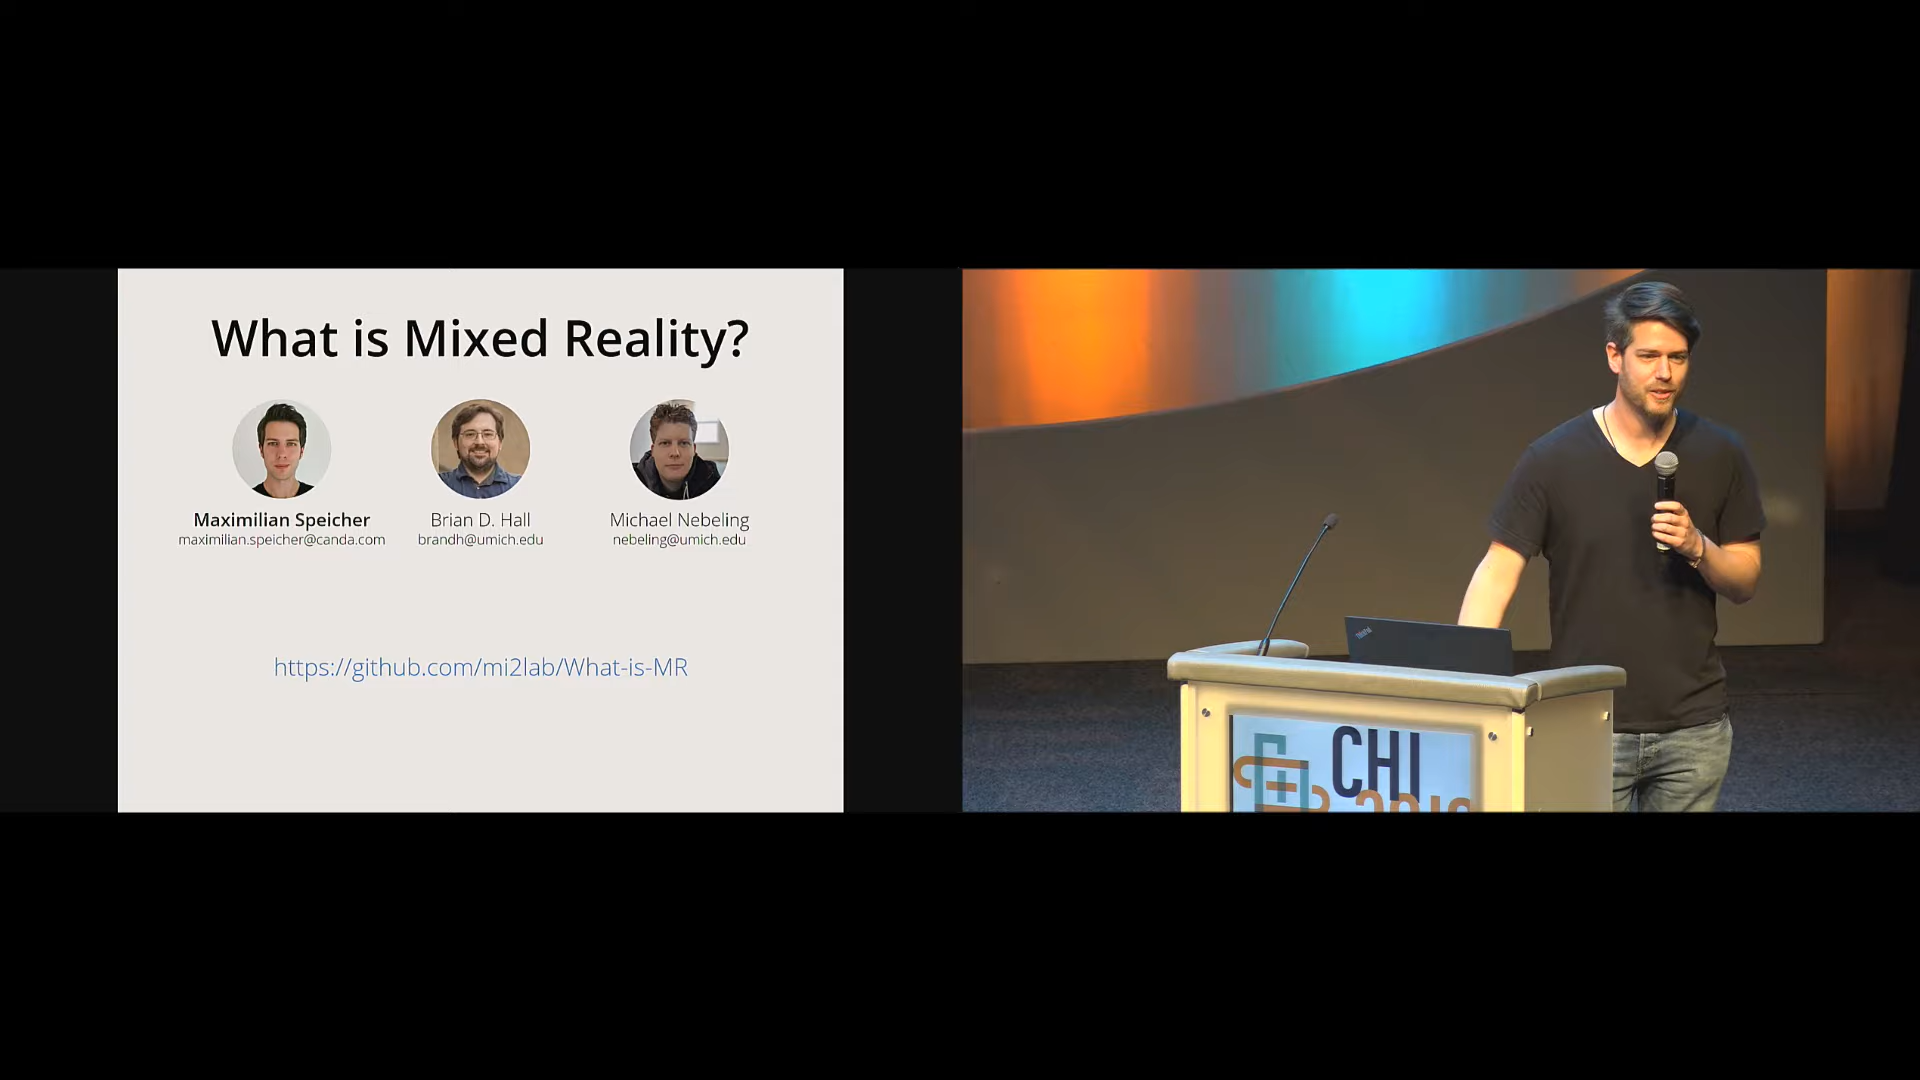 What is Mixed Reality?
Maximilian Speicher
maximilian.speicher@canda.com
Brian D. Hall
brandh@umich.edu
Michael Nebeling
nebeling@umich.edu
https://github.com/mi2lab/What-is-MR
ThinkPad
CHI